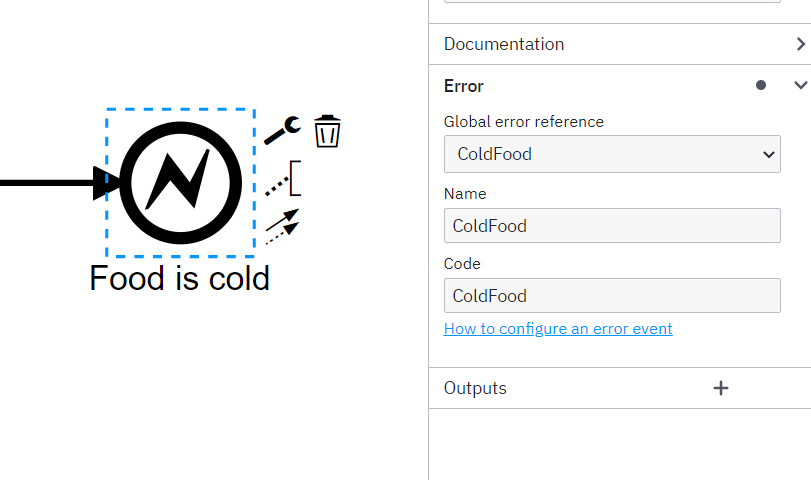 Food is cold
Documentation
Error
Global error reference
ColdFood
Name
ColdFood
Code
ColdFood
How to configure an error event
Outputs